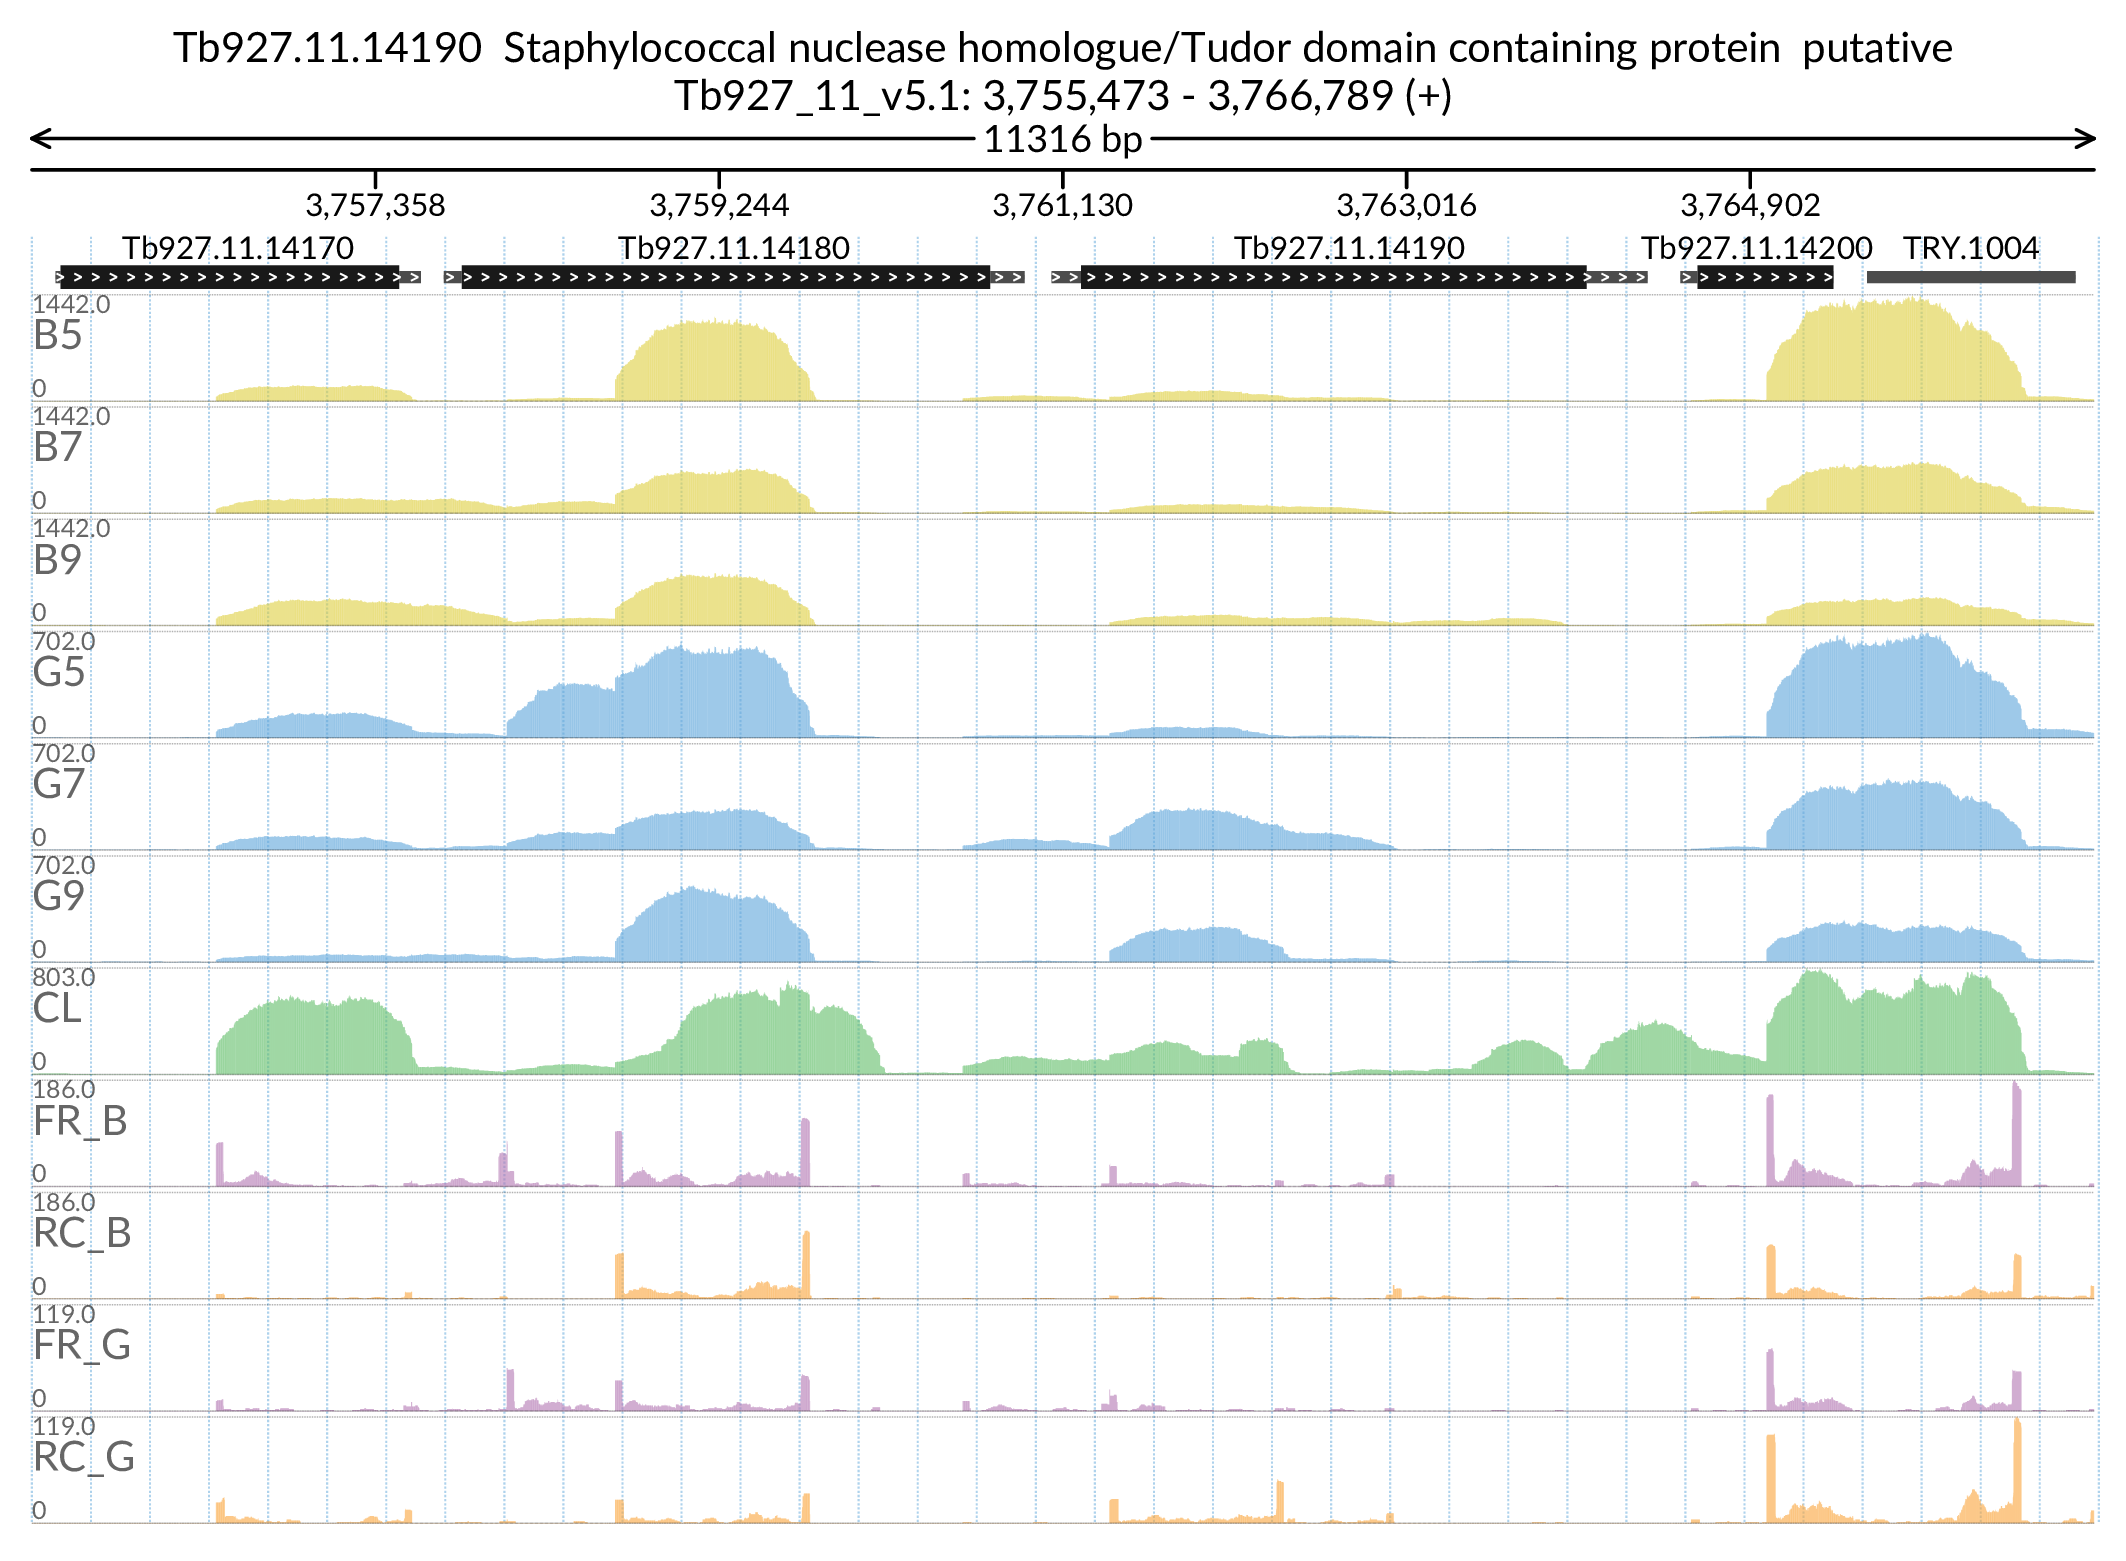 Tb927.11.14190 Staphylococcal nuclease homologue/Tudor domain containing protein putative
Tb927_11_v5.1: 3,755,473 - 3,766,789 (+)
11316 bp
3,757,358 3,759,244 3,761,130 3,763,016 3,764,902
Tb927.11.14170 Tb927.11.14180 Tb927.11.14190 Tb927.11.14200 TRY.1004
1442.0
B5
0
1442.0
B7
0
1442.0
B9
0
702.0
G5
0
702.0
G7
0
702.0
G9
0
803.0
CL
0
186.0
FR_B
0
186.0
RC_B
0
119.0
FR_G
0
119.0
RC_G
0